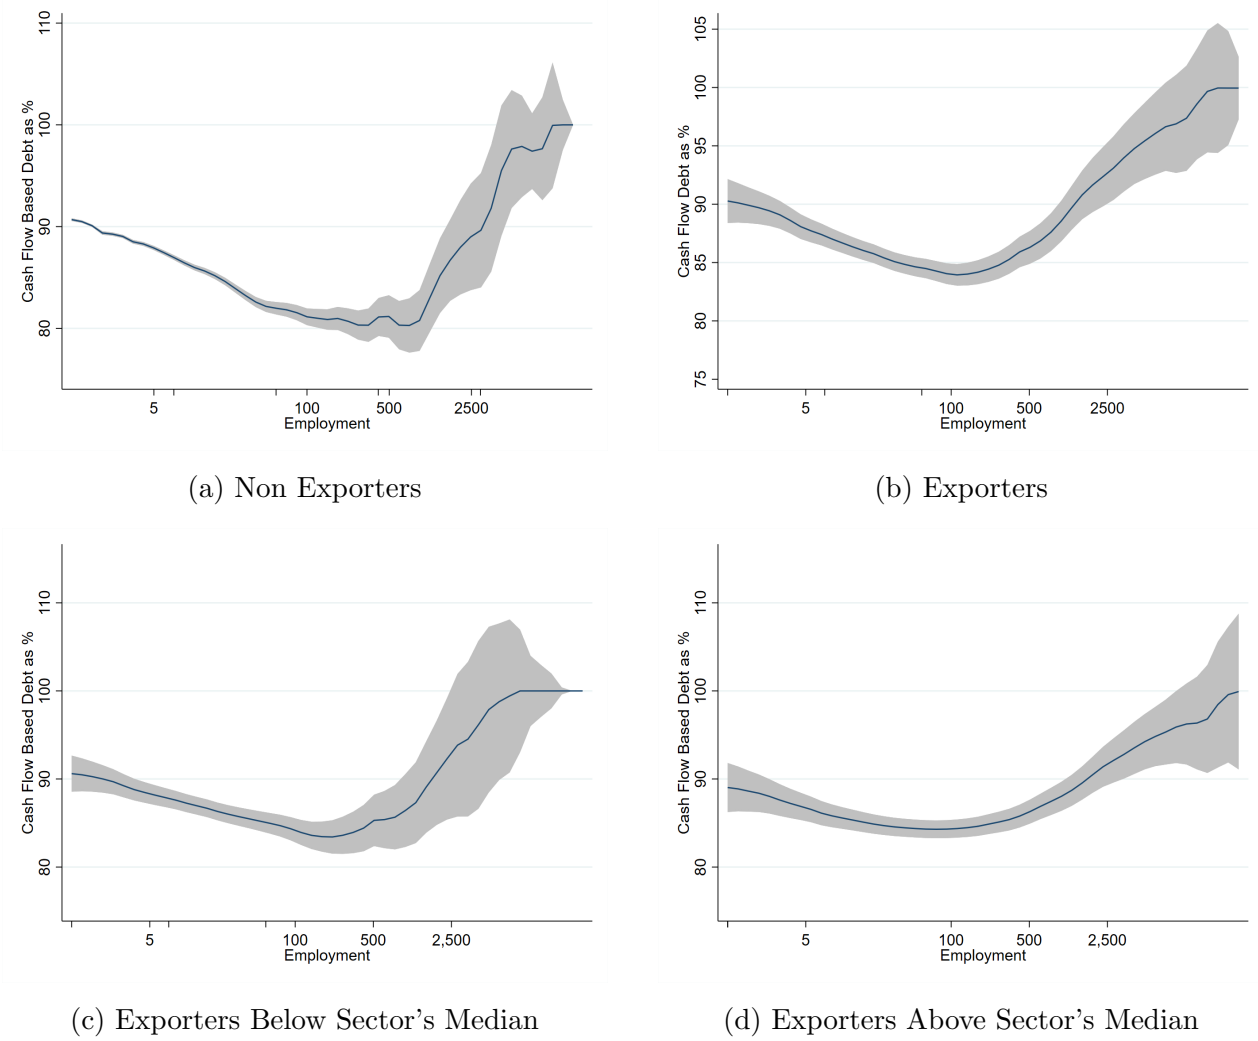 Cash Flow Based Debt as %
110
100
90
80
5
100
500
2500
Employment
(a) Non Exporters
Cash Flow Debt as %
105
100
95
90
85
80
75
5
100
500
2500
Employment
(b) Exporters
Cash Flow Based Debt as %
110
100
90
80
5
100
500
2,500
Employment
(c) Exporters Below Sector's Median
Cash Flow Based Debt as %
110
100
90
80
5
100
500
2,500
Employment
(d) Exporters Above Sector's Median